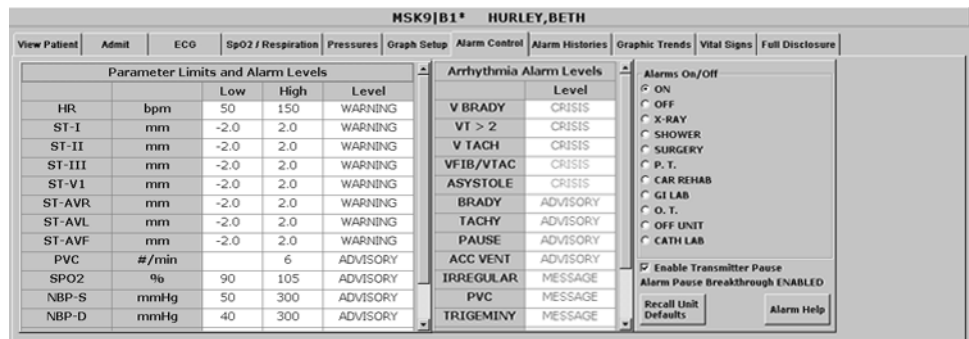 MSK9|B1* HURLEY,BETH
View Patient Admit ECG SpO2 / Respiration Pressures Graph Setup Alarm Control Alarm Histories Graphic Trends Vital Signs Full Disclosure
Parameter Limits and Alarm Levels
Low High Level
HR bpm 50 150 WARNING
ST-I mm -2.0 2.0 WARNING
ST-II mm -2.0 2.0 WARNING
ST-III mm -2.0 2.0 WARNING
ST-V1 mm -2.0 2.0 WARNING
ST-AVR mm -2.0 2.0 WARNING
ST-AVL mm -2.0 2.0 WARNING
ST-AVF mm -2.0 2.0 WARNING
PVC #/min 6 ADVISORY
SPO2 % 90 105 ADVISORY
NBP-S mmHg 50 300 ADVISORY
NBP-D mmHg 40 300 ADVISORY
Arrhythmia Alarm Levels
Level
V BRADY CRISIS
VT > 2 CRISIS
V TACH CRISIS
VFIB/VTAC CRISIS
ASYSTOLE CRISIS
BRADY ADVISORY
TACHY ADVISORY
PAUSE ADVISORY
ACC VENT ADVISORY
IRREGULAR MESSAGE
PVC MESSAGE
TRIGEMINY MESSAGE
Alarms On/Off
ON
OFF
X-RAY
SHOWER
SURGERY
P. T.
CAR REHAB
GI LAB
O. T.
OFF UNIT
CATH LAB
Enable Transmitter Pause
Alarm Pause Breakthrough ENABLED
Recall Unit
Defaults
Alarm Help